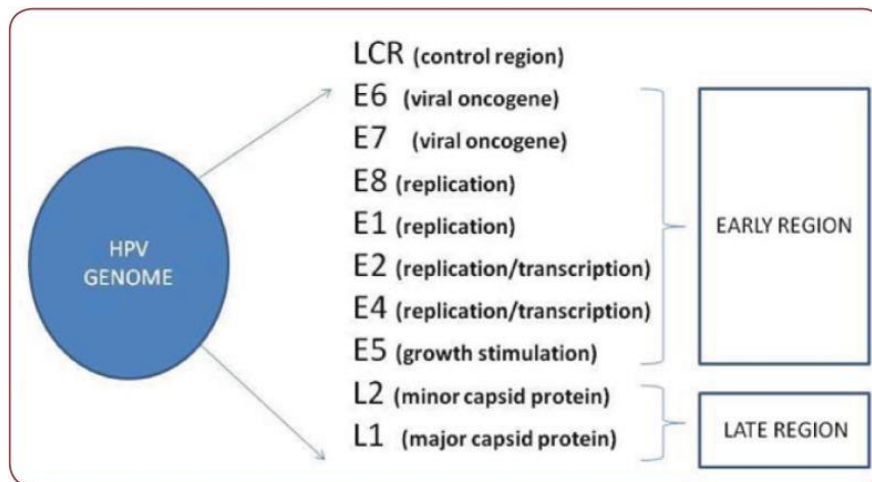 LCR (control region)
E6 (viral oncogene)
E7 (viral oncogene)
E8 (replication)
E1 (replication)
E2 (replication/transcription)
E4 (replication/transcription)
E5 (growth stimulation)
L2 (minor capsid protein)
L1 (major capsid protein)
HPV
GENOME
EARLY REGION
LATE REGION